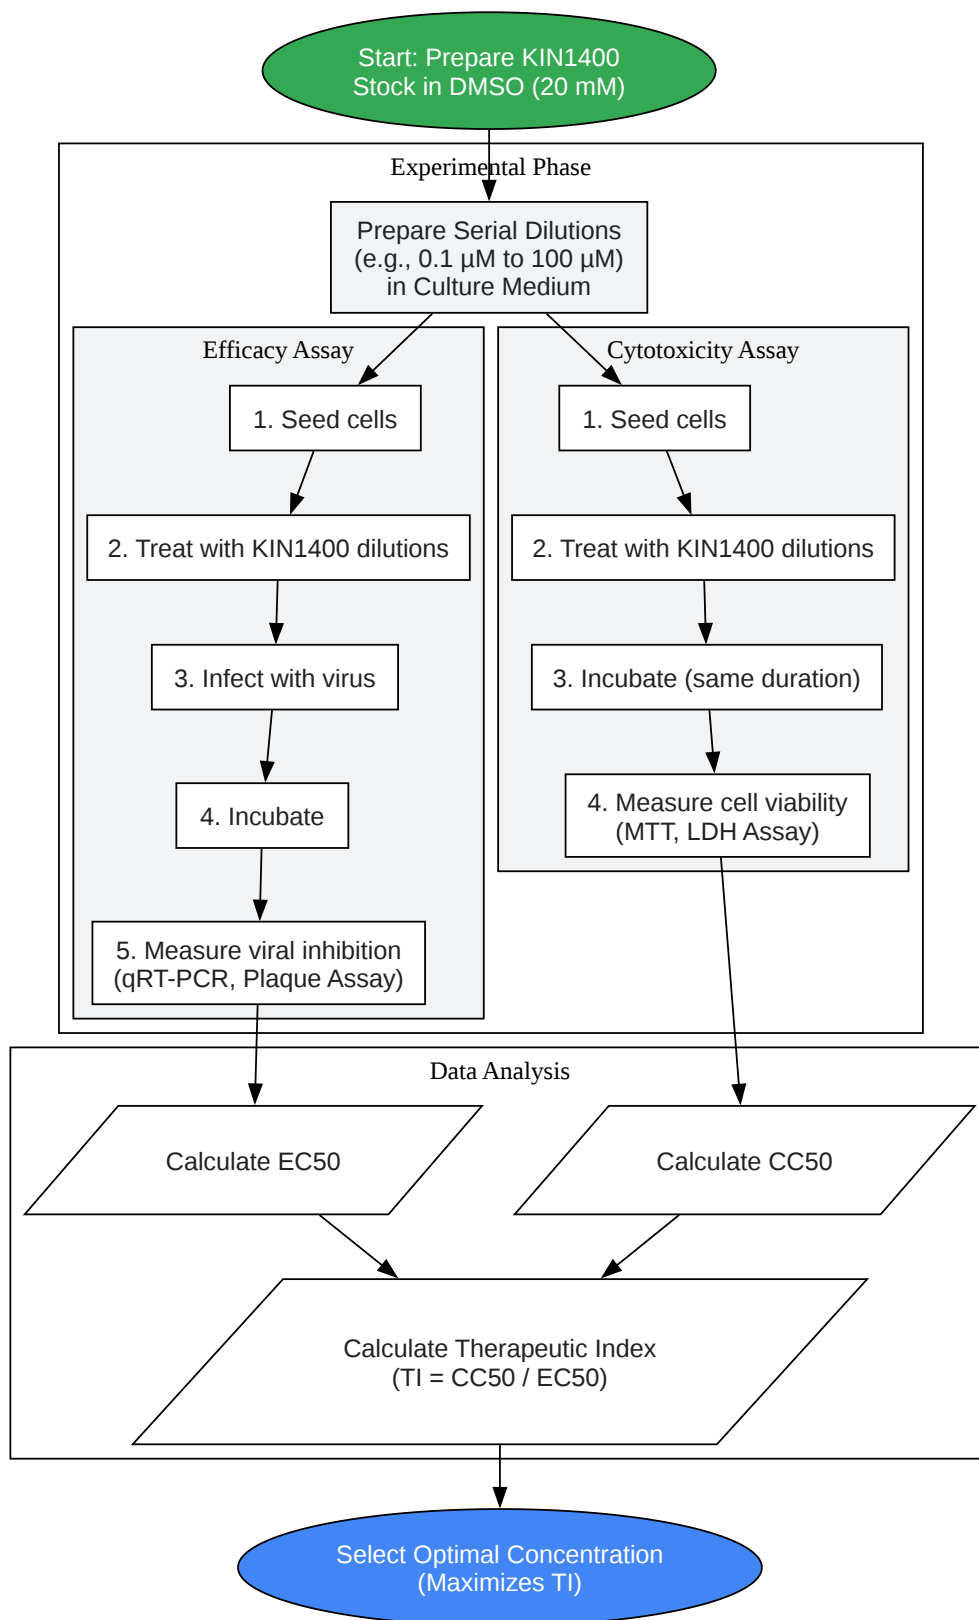 Start: Prepare KIN1400
Stock in DMSO (20 mM)
Experimental Phase
Prepare Serial Dilutions
(e.g., 0.1 µM to 100 µM)
in Culture Medium
Efficacy Assay
1. Seed cells
2. Treat with KIN1400 dilutions
3. Infect with virus
4. Incubate
5. Measure viral inhibition
(qRT-PCR, Plaque Assay)
Cytotoxicity Assay
1. Seed cells
2. Treat with KIN1400 dilutions
3. Incubate (same duration)
4. Measure cell viability
(MTT, LDH Assay)
Data Analysis
Calculate EC50
Calculate CC50
Calculate Therapeutic Index
(TI = CC50 / EC50)
Select Optimal Concentration
(Maximizes TI)